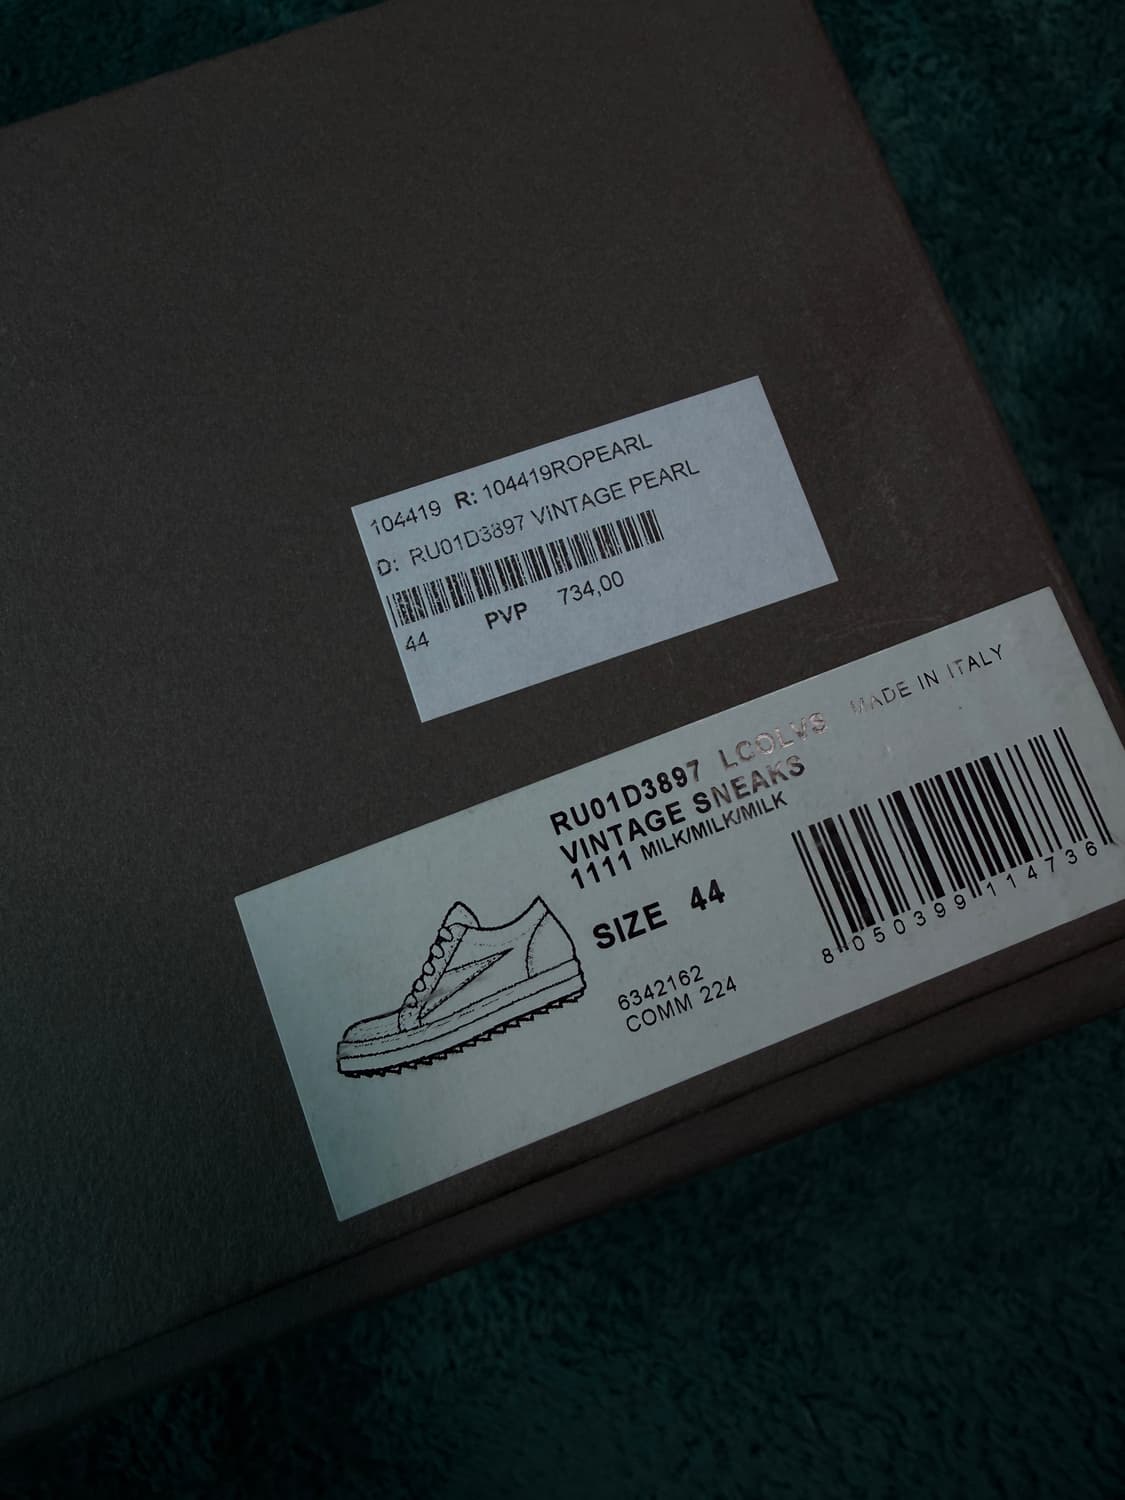 104419 R: 104419ROPEARL
D: RU01D3897 VINTAGE PEARL
44 PVP 734,00
RU01D3897 LCOLVS MADE IN ITALY
VINTAGE SNEAKS
1111 MILK/MILK/MILK
SIZE 44
6342162
COMM 224
8 050399 114736